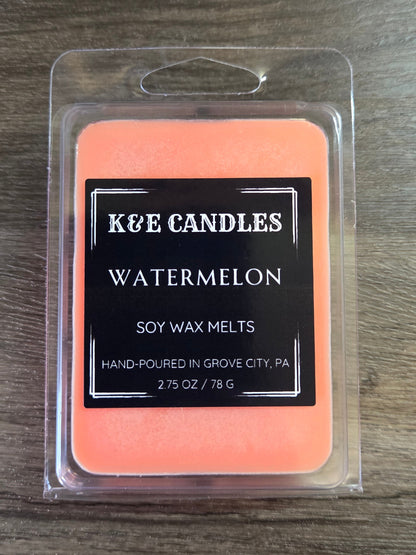 K&E CANDLES
WATERMELON
SOY WAX MELTS
HAND-POURED IN GROVE CITY, PA
2.75 OZ / 78 G